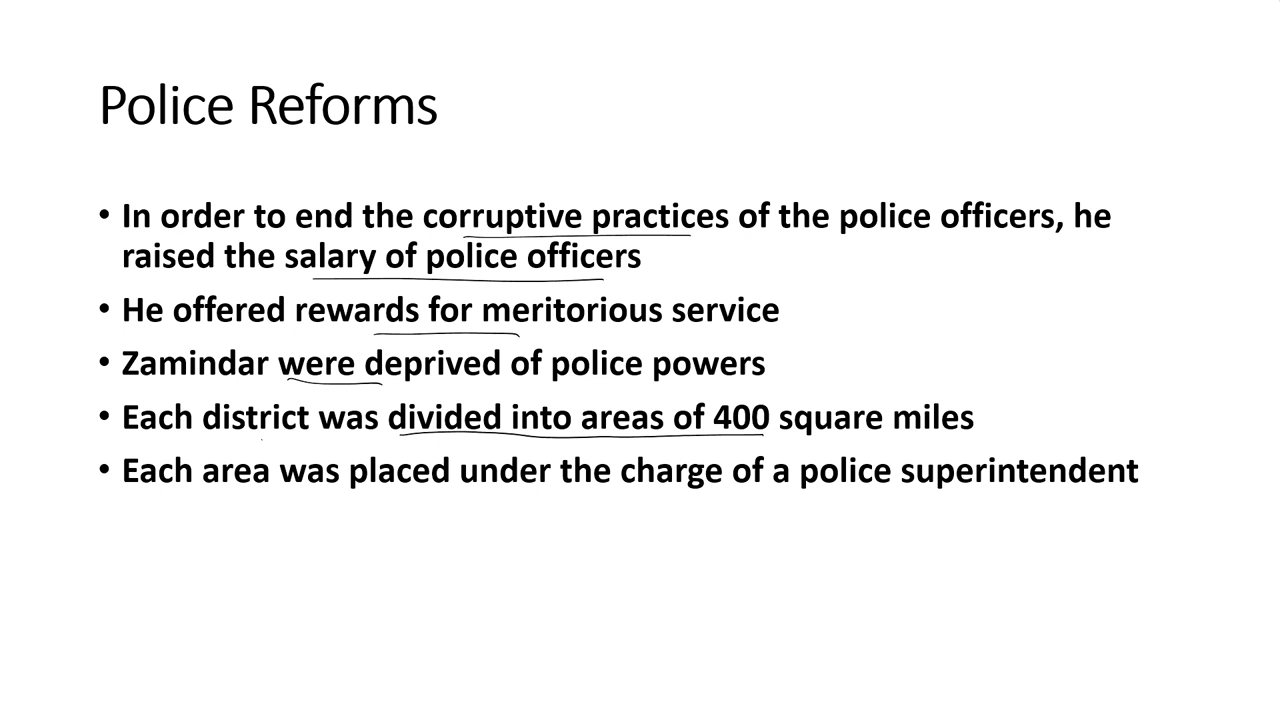 Police Reforms
• In order to end the corruptive practices of the police officers, he
raised the salary of police officers
• He offered rewards for meritorious service
• Zamindar were deprived of police powers
• Each district was divided into areas of 400 square miles
• Each area was placed under the charge of a police superintendent